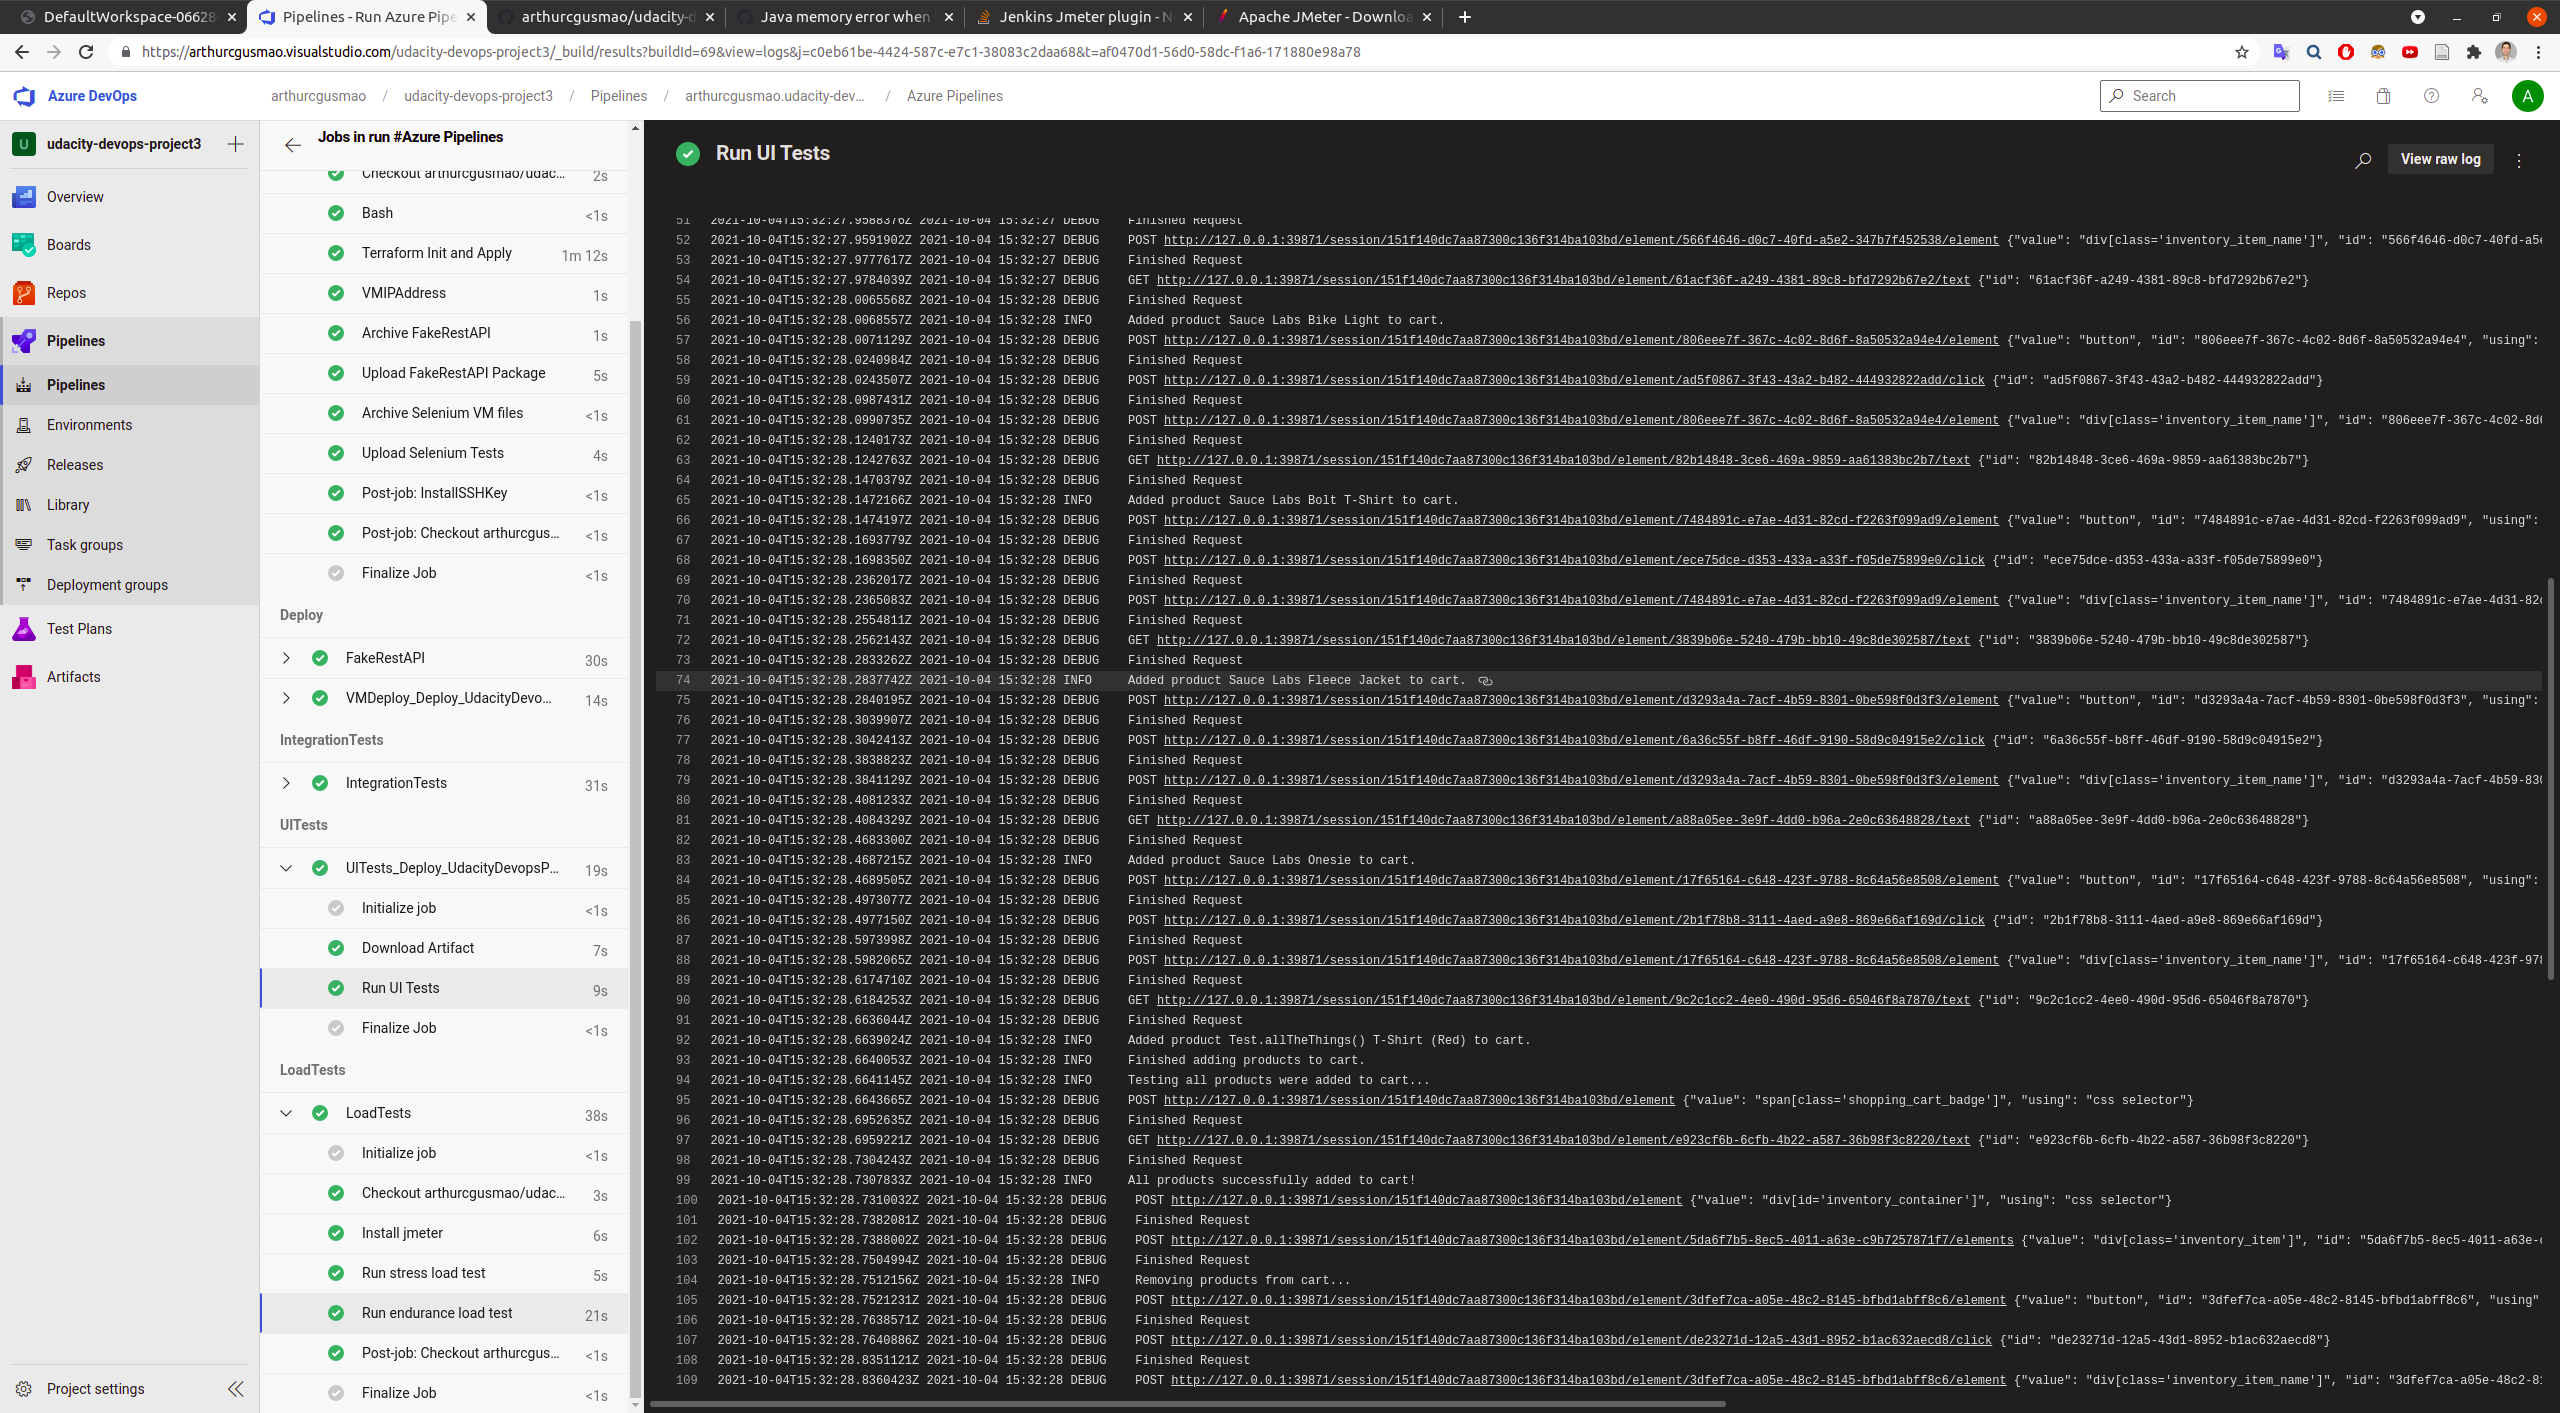 DefaultWorkspace-06628
Pipelines - Run Azure Pipe
arthurcgusmao/udacity-d
Java memory error when
Jenkins Jmeter plugin - N
Apache JMeter - Downloa
https://arthurcgusmao.visualstudio.com/udacity-devops-project3/_build/results?buildId=69&view=logs&j=c0eb61be-4424-587c-e7c1-38083c2daa68&t=af0470d1-56d0-58dc-f1a6-171880e98a78
Azure DevOps
arthurcgusmao / udacity-devops-project3 / Pipelines / arthurcgusmao.udacity-dev... / Azure Pipelines
Search
A
U udacity-devops-project3
Overview
Boards
Repos
Pipelines
Pipelines
Environments
Releases
Library
Task groups
Deployment groups
Test Plans
Artifacts
Project settings
Jobs in run #Azure Pipelines
Checkout arthurcgusmao/udac... 2s
Bash <1s
Terraform Init and Apply 1m 12s
VMIPAddress 1s
Archive FakeRestAPI 1s
Upload FakeRestAPI Package 5s
Archive Selenium VM files <1s
Upload Selenium Tests 4s
Post-job: InstallSSHKey <1s
Post-job: Checkout arthurcgus... <1s
Finalize Job <1s
Deploy
FakeRestAPI 30s
VMDeploy_Deploy_UdacityDevo... 14s
IntegrationTests
IntegrationTests 31s
UITests
UITests_Deploy_UdacityDevopsP... 19s
Initialize job <1s
Download Artifact 7s
Run UI Tests 9s
Finalize Job <1s
LoadTests
LoadTests 38s
Initialize job <1s
Checkout arthurcgusmao/udac... 3s
Install jmeter 6s
Run stress load test 5s
Run endurance load test 21s
Post-job: Checkout arthurcgus... <1s
Finalize Job <1s
Run UI Tests
View raw log
51 2021-10-04T15:32:27.9588376Z 2021-10-04 15:32:27 DEBUG Finished Request
52 2021-10-04T15:32:27.9591902Z 2021-10-04 15:32:27 DEBUG POST http://127.0.0.1:39871/session/151f140dc7aa87300c136f314ba103bd/element/566f4646-d0c7-40fd-a5e2-347b7f452538/element {"value": "div[class='inventory_item_name']", "id": "566f4646-d0c7-40fd-a5e
53 2021-10-04T15:32:27.9777617Z 2021-10-04 15:32:27 DEBUG Finished Request
54 2021-10-04T15:32:27.9784039Z 2021-10-04 15:32:27 DEBUG GET http://127.0.0.1:39871/session/151f140dc7aa87300c136f314ba103bd/element/61acf36f-a249-4381-89c8-bfd7292b67e2/text {"id": "61acf36f-a249-4381-89c8-bfd7292b67e2"}
55 2021-10-04T15:32:28.0065568Z 2021-10-04 15:32:28 DEBUG Finished Request
56 2021-10-04T15:32:28.0068557Z 2021-10-04 15:32:28 INFO Added product Sauce Labs Bike Light to cart.
57 2021-10-04T15:32:28.0071129Z 2021-10-04 15:32:28 DEBUG POST http://127.0.0.1:39871/session/151f140dc7aa87300c136f314ba103bd/element/806eee7f-367c-4c02-8d6f-8a50532a94e4/element {"value": "button", "id": "806eee7f-367c-4c02-8d6f-8a50532a94e4", "using":
58 2021-10-04T15:32:28.0240984Z 2021-10-04 15:32:28 DEBUG Finished Request
59 2021-10-04T15:32:28.0243507Z 2021-10-04 15:32:28 DEBUG POST http://127.0.0.1:39871/session/151f140dc7aa87300c136f314ba103bd/element/ad5f0867-3f43-43a2-b482-444932822add/click {"id": "ad5f0867-3f43-43a2-b482-444932822add"}
60 2021-10-04T15:32:28.0987431Z 2021-10-04 15:32:28 DEBUG Finished Request
61 2021-10-04T15:32:28.0990735Z 2021-10-04 15:32:28 DEBUG POST http://127.0.0.1:39871/session/151f140dc7aa87300c136f314ba103bd/element/806eee7f-367c-4c02-8d6f-8a50532a94e4/element {"value": "div[class='inventory_item_name']", "id": "806eee7f-367c-4c02-8d6
62 2021-10-04T15:32:28.1240173Z 2021-10-04 15:32:28 DEBUG Finished Request
63 2021-10-04T15:32:28.1242763Z 2021-10-04 15:32:28 DEBUG GET http://127.0.0.1:39871/session/151f140dc7aa87300c136f314ba103bd/element/82b14848-3ce6-469a-9859-aa61383bc2b7/text {"id": "82b14848-3ce6-469a-9859-aa61383bc2b7"}
64 2021-10-04T15:32:28.1470379Z 2021-10-04 15:32:28 DEBUG Finished Request
65 2021-10-04T15:32:28.1472166Z 2021-10-04 15:32:28 INFO Added product Sauce Labs Bolt T-Shirt to cart.
66 2021-10-04T15:32:28.1474197Z 2021-10-04 15:32:28 DEBUG POST http://127.0.0.1:39871/session/151f140dc7aa87300c136f314ba103bd/element/7484891c-e7ae-4d31-82cd-f2263f099ad9/element {"value": "button", "id": "7484891c-e7ae-4d31-82cd-f2263f099ad9", "using":
67 2021-10-04T15:32:28.1693779Z 2021-10-04 15:32:28 DEBUG Finished Request
68 2021-10-04T15:32:28.1698350Z 2021-10-04 15:32:28 DEBUG POST http://127.0.0.1:39871/session/151f140dc7aa87300c136f314ba103bd/element/ece75dce-d353-433a-a33f-f05de75899e0/click {"id": "ece75dce-d353-433a-a33f-f05de75899e0"}
69 2021-10-04T15:32:28.2362017Z 2021-10-04 15:32:28 DEBUG Finished Request
70 2021-10-04T15:32:28.2365083Z 2021-10-04 15:32:28 DEBUG POST http://127.0.0.1:39871/session/151f140dc7aa87300c136f314ba103bd/element/7484891c-e7ae-4d31-82cd-f2263f099ad9/element {"value": "div[class='inventory_item_name']", "id": "7484891c-e7ae-4d31-82c
71 2021-10-04T15:32:28.2554811Z 2021-10-04 15:32:28 DEBUG Finished Request
72 2021-10-04T15:32:28.2562143Z 2021-10-04 15:32:28 DEBUG GET http://127.0.0.1:39871/session/151f140dc7aa87300c136f314ba103bd/element/3839b06e-5240-479b-bb10-49c8de302587/text {"id": "3839b06e-5240-479b-bb10-49c8de302587"}
73 2021-10-04T15:32:28.2833262Z 2021-10-04 15:32:28 DEBUG Finished Request
74 2021-10-04T15:32:28.2837742Z 2021-10-04 15:32:28 INFO Added product Sauce Labs Fleece Jacket to cart.
75 2021-10-04T15:32:28.2840195Z 2021-10-04 15:32:28 DEBUG POST http://127.0.0.1:39871/session/151f140dc7aa87300c136f314ba103bd/element/d3293a4a-7acf-4b59-8301-0be598f0d3f3/element {"value": "button", "id": "d3293a4a-7acf-4b59-8301-0be598f0d3f3", "using":
76 2021-10-04T15:32:28.3039907Z 2021-10-04 15:32:28 DEBUG Finished Request
77 2021-10-04T15:32:28.3042413Z 2021-10-04 15:32:28 DEBUG POST http://127.0.0.1:39871/session/151f140dc7aa87300c136f314ba103bd/element/6a36c55f-b8ff-46df-9190-58d9c04915e2/click {"id": "6a36c55f-b8ff-46df-9190-58d9c04915e2"}
78 2021-10-04T15:32:28.3838823Z 2021-10-04 15:32:28 DEBUG Finished Request
79 2021-10-04T15:32:28.3841129Z 2021-10-04 15:32:28 DEBUG POST http://127.0.0.1:39871/session/151f140dc7aa87300c136f314ba103bd/element/d3293a4a-7acf-4b59-8301-0be598f0d3f3/element {"value": "div[class='inventory_item_name']", "id": "d3293a4a-7acf-4b59-830
80 2021-10-04T15:32:28.4081233Z 2021-10-04 15:32:28 DEBUG Finished Request
81 2021-10-04T15:32:28.4084329Z 2021-10-04 15:32:28 DEBUG GET http://127.0.0.1:39871/session/151f140dc7aa87300c136f314ba103bd/element/a88a05ee-3e9f-4dd0-b96a-2e0c63648828/text {"id": "a88a05ee-3e9f-4dd0-b96a-2e0c63648828"}
82 2021-10-04T15:32:28.4683300Z 2021-10-04 15:32:28 DEBUG Finished Request
83 2021-10-04T15:32:28.4687215Z 2021-10-04 15:32:28 INFO Added product Sauce Labs Onesie to cart.
84 2021-10-04T15:32:28.4689505Z 2021-10-04 15:32:28 DEBUG POST http://127.0.0.1:39871/session/151f140dc7aa87300c136f314ba103bd/element/17f65164-c648-423f-9788-8c64a56e8508/element {"value": "button", "id": "17f65164-c648-423f-9788-8c64a56e8508", "using":
85 2021-10-04T15:32:28.4973077Z 2021-10-04 15:32:28 DEBUG Finished Request
86 2021-10-04T15:32:28.4977150Z 2021-10-04 15:32:28 DEBUG POST http://127.0.0.1:39871/session/151f140dc7aa87300c136f314ba103bd/element/2b1f78b8-3111-4aed-a9e8-869e66af169d/click {"id": "2b1f78b8-3111-4aed-a9e8-869e66af169d"}
87 2021-10-04T15:32:28.5973998Z 2021-10-04 15:32:28 DEBUG Finished Request
88 2021-10-04T15:32:28.5982065Z 2021-10-04 15:32:28 DEBUG POST http://127.0.0.1:39871/session/151f140dc7aa87300c136f314ba103bd/element/17f65164-c648-423f-9788-8c64a56e8508/element {"value": "div[class='inventory_item_name']", "id": "17f65164-c648-423f-978
89 2021-10-04T15:32:28.6174710Z 2021-10-04 15:32:28 DEBUG Finished Request
90 2021-10-04T15:32:28.6184253Z 2021-10-04 15:32:28 DEBUG GET http://127.0.0.1:39871/session/151f140dc7aa87300c136f314ba103bd/element/9c2c1cc2-4ee0-490d-95d6-65046f8a7870/text {"id": "9c2c1cc2-4ee0-490d-95d6-65046f8a7870"}
91 2021-10-04T15:32:28.6636044Z 2021-10-04 15:32:28 DEBUG Finished Request
92 2021-10-04T15:32:28.6639024Z 2021-10-04 15:32:28 INFO Added product Test.allTheThings() T-Shirt (Red) to cart.
93 2021-10-04T15:32:28.6640053Z 2021-10-04 15:32:28 INFO Finished adding products to cart.
94 2021-10-04T15:32:28.6641145Z 2021-10-04 15:32:28 INFO Testing all products were added to cart...
95 2021-10-04T15:32:28.6643665Z 2021-10-04 15:32:28 DEBUG POST http://127.0.0.1:39871/session/151f140dc7aa87300c136f314ba103bd/element {"value": "span[class='shopping_cart_badge']", "using": "css selector"}
96 2021-10-04T15:32:28.6952635Z 2021-10-04 15:32:28 DEBUG Finished Request
97 2021-10-04T15:32:28.6959221Z 2021-10-04 15:32:28 DEBUG GET http://127.0.0.1:39871/session/151f140dc7aa87300c136f314ba103bd/element/e923cf6b-6cfb-4b22-a587-36b98f3c8220/text {"id": "e923cf6b-6cfb-4b22-a587-36b98f3c8220"}
98 2021-10-04T15:32:28.7304243Z 2021-10-04 15:32:28 DEBUG Finished Request
99 2021-10-04T15:32:28.7307833Z 2021-10-04 15:32:28 INFO All products successfully added to cart!
100 2021-10-04T15:32:28.7310032Z 2021-10-04 15:32:28 DEBUG POST http://127.0.0.1:39871/session/151f140dc7aa87300c136f314ba103bd/element {"value": "div[id='inventory_container']", "using": "css selector"}
101 2021-10-04T15:32:28.7382081Z 2021-10-04 15:32:28 DEBUG Finished Request
102 2021-10-04T15:32:28.7388002Z 2021-10-04 15:32:28 DEBUG POST http://127.0.0.1:39871/session/151f140dc7aa87300c136f314ba103bd/element/5da6f7b5-8ec5-4011-a63e-c9b7257871f7/elements {"value": "div[class='inventory_item']", "id": "5da6f7b5-8ec5-4011-a63e-c
103 2021-10-04T15:32:28.7504994Z 2021-10-04 15:32:28 DEBUG Finished Request
104 2021-10-04T15:32:28.7512156Z 2021-10-04 15:32:28 INFO Removing products from cart...
105 2021-10-04T15:32:28.7521231Z 2021-10-04 15:32:28 DEBUG POST http://127.0.0.1:39871/session/151f140dc7aa87300c136f314ba103bd/element/3dfef7ca-a05e-48c2-8145-bfbd1abff8c6/element {"value": "button", "id": "3dfef7ca-a05e-48c2-8145-bfbd1abff8c6", "using"
106 2021-10-04T15:32:28.7638571Z 2021-10-04 15:32:28 DEBUG Finished Request
107 2021-10-04T15:32:28.7640886Z 2021-10-04 15:32:28 DEBUG POST http://127.0.0.1:39871/session/151f140dc7aa87300c136f314ba103bd/element/de23271d-12a5-43d1-8952-b1ac632aecd8/click {"id": "de23271d-12a5-43d1-8952-b1ac632aecd8"}
108 2021-10-04T15:32:28.8351121Z 2021-10-04 15:32:28 DEBUG Finished Request
109 2021-10-04T15:32:28.8360423Z 2021-10-04 15:32:28 DEBUG POST http://127.0.0.1:39871/session/151f140dc7aa87300c136f314ba103bd/element/3dfef7ca-a05e-48c2-8145-bfbd1abff8c6/element {"value": "div[class='inventory_item_name']", "id": "3dfef7ca-a05e-48c2-81